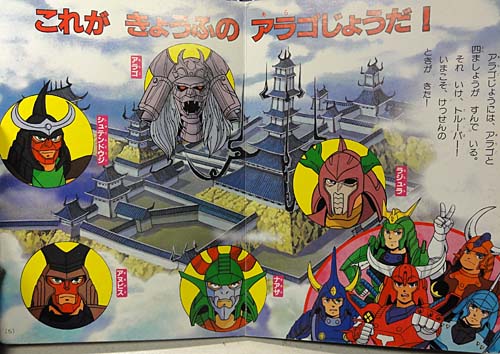 これが きょうふの アラゴじょうだ!
アラゴじょうには、アラゴと
四ましょうが すんで いる。
それ いけ、トルーパー!
いまこそ、けっせんの
ときが きた!
アラゴ
シュテンドウジ
ラジュラ
アヌビス
ナアザ